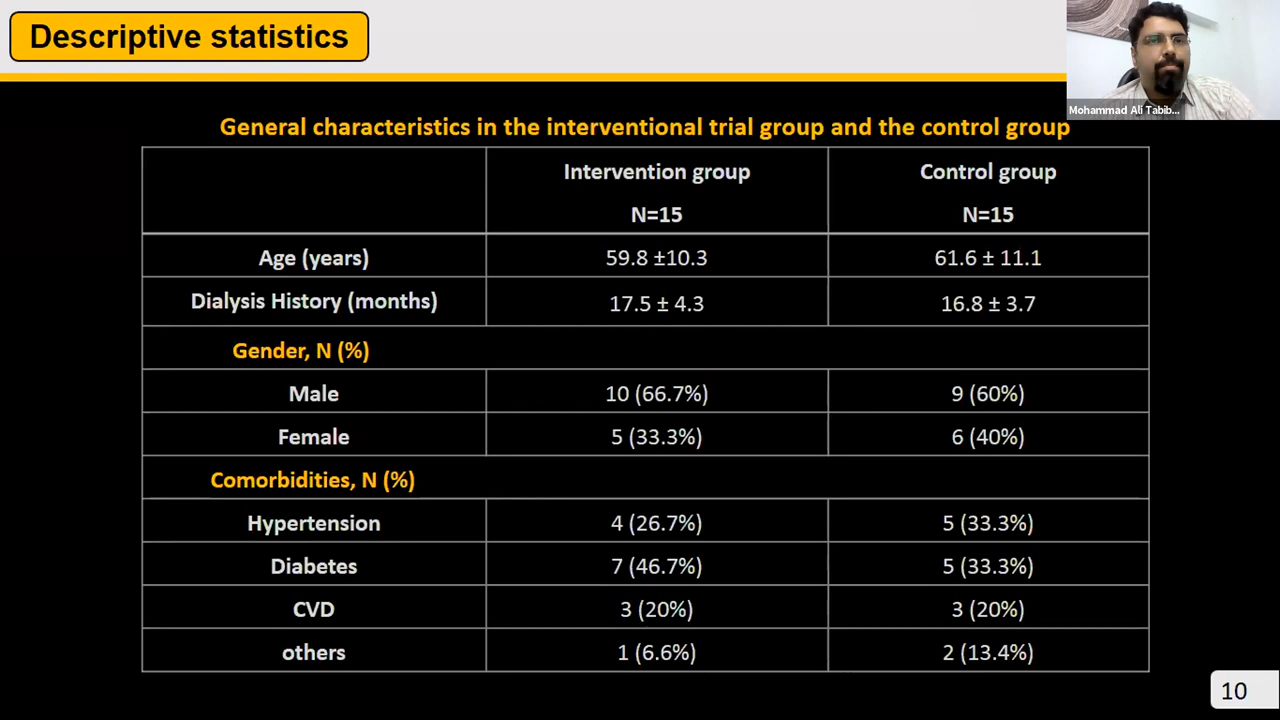 Descriptive statistics
Mohammad Ali Tabib...
General characteristics in the interventional trial group and the control group
Intervention group Control group
N=15 N=15
Age (years) 59.8 ±10.3 61.6 ± 11.1
Dialysis History (months) 17.5 ± 4.3 16.8 ± 3.7
Gender, N (%)
Male 10 (66.7%) 9 (60%)
Female 5 (33.3%) 6 (40%)
Comorbidities, N (%)
Hypertension 4 (26.7%) 5 (33.3%)
Diabetes 7 (46.7%) 5 (33.3%)
CVD 3 (20%) 3 (20%)
others 1 (6.6%) 2 (13.4%)
10